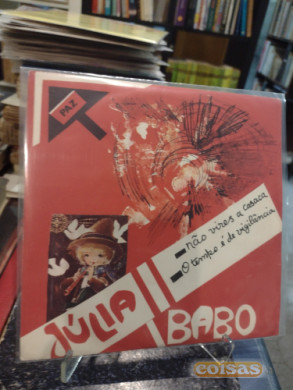 PAZ
- não vires a casaca
- O tempo é de vigilância
JÚLIA
BABO
coisas